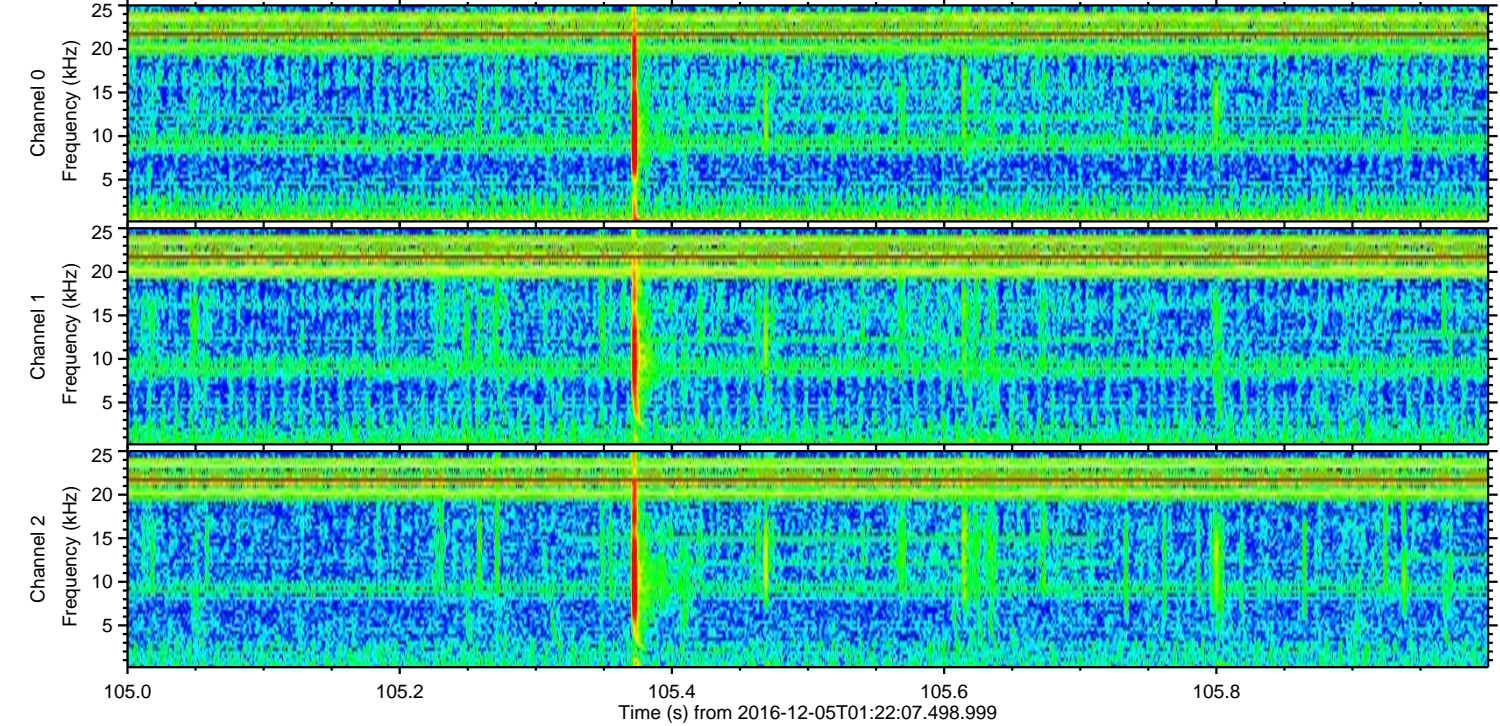 25
20
15
10
5
Channel 0
Frequency (kHz)
25
20
15
10
5
Channel 1
Frequency (kHz)
25
20
15
10
5
Channel 2
Frequency (kHz)
105.0 105.2 105.4 105.6 105.8
Time (s) from 2016-12-05T01:22:07.498.999